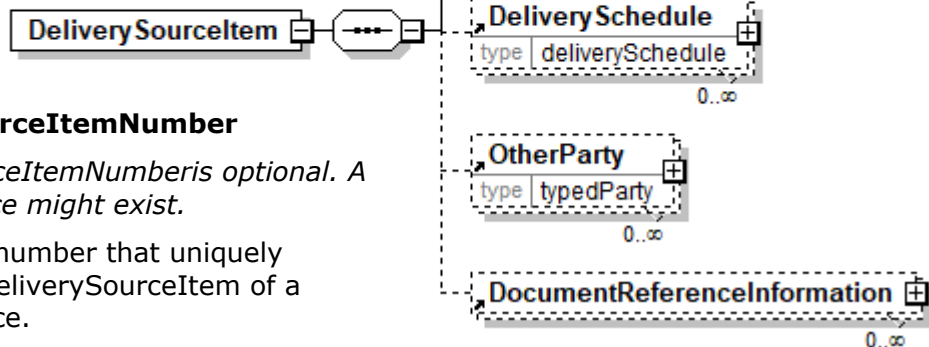 DeliverySourceItem
DeliverySchedule
type deliverySchedule
0..∞
rceItemNumber
ceItemNumberis optional. A
ce might exist.
number that uniquely
eliverySourceItem of a
ce.
OtherParty
type typedParty
0..∞
DocumentReferenceInformation
0..∞